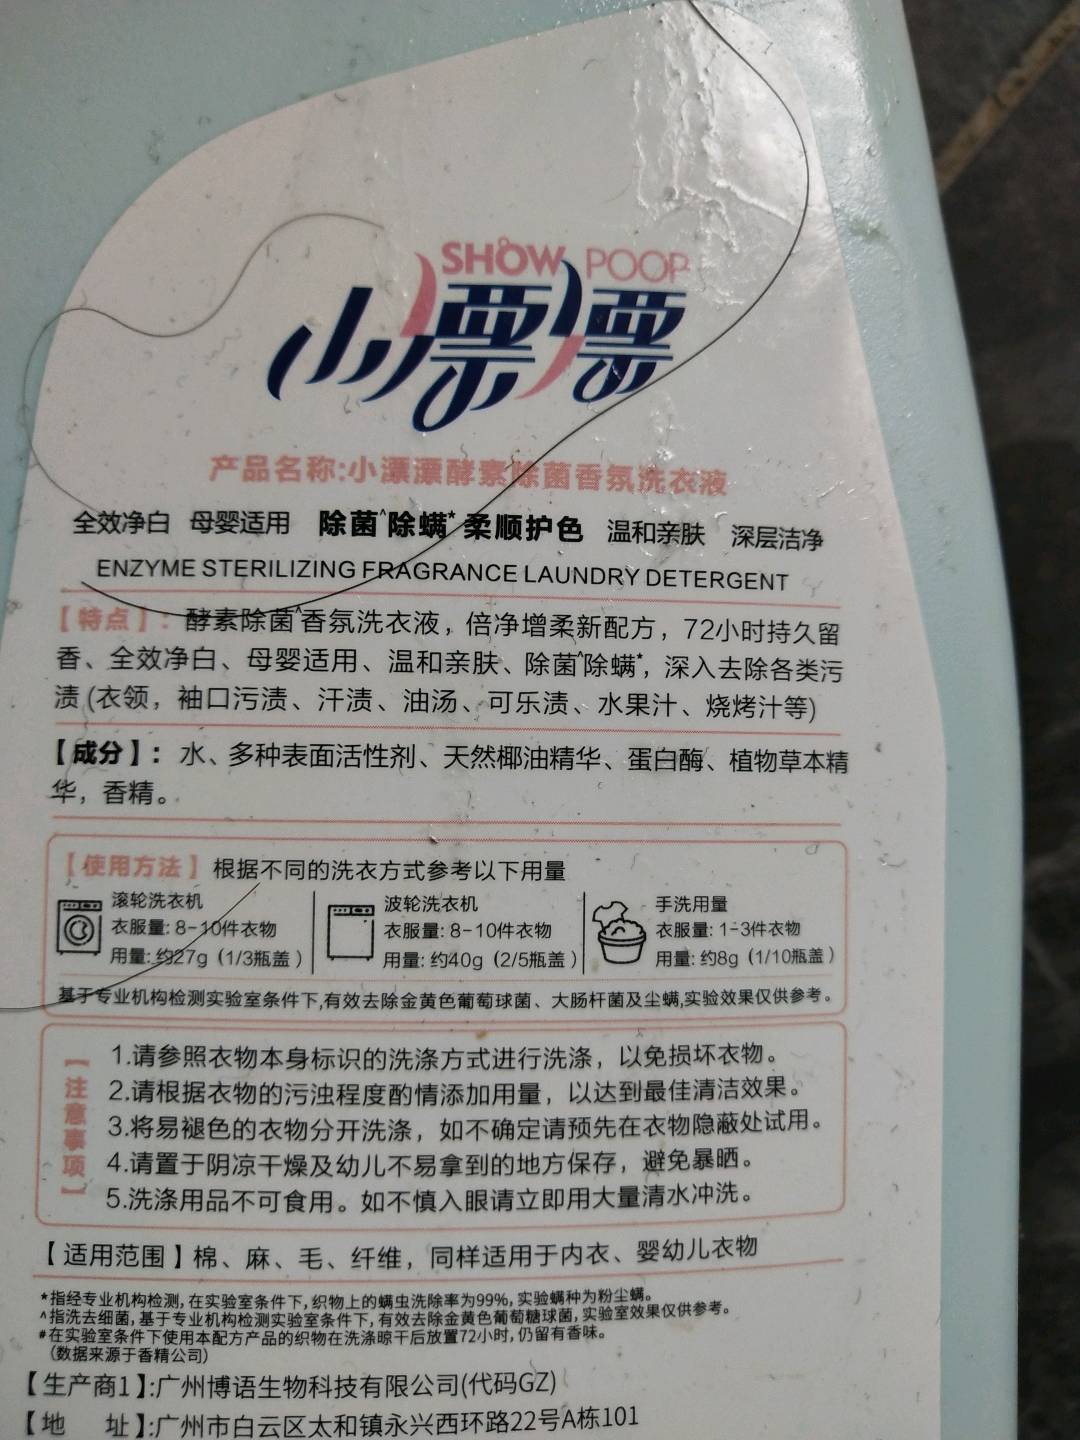 SHOW POOP
小漂漂
产品名称:小漂漂酵素除菌香氛洗衣液
全效净白 母婴适用 除菌^除螨* 柔顺护色 温和亲肤 深层洁净
ENZYME STERILIZING FRAGRANCE LAUNDRY DETERGENT
【特点】：酵素除菌^香氛洗衣液，倍净增柔新配方，72小时持久留
香、全效净白、母婴适用、温和亲肤、除菌^除螨*，深入去除各类污
渍(衣领，袖口污渍、汗渍、油汤、可乐渍、水果汁、烧烤汁等)
【成分】：水、多种表面活性剂、天然椰油精华、蛋白酶、植物草本精
华，香精。
【使用方法】根据不同的洗衣方式参考以下用量
滚轮洗衣机
衣服量: 8-10件衣物
用量: 约27g（1/3瓶盖）
波轮洗衣机
衣服量: 8-10件衣物
用量: 约40g（2/5瓶盖）
手洗用量
衣服量: 1-3件衣物
用量: 约8g（1/10瓶盖）
基于专业机构检测实验室条件下,有效去除金黄色葡萄球菌、大肠杆菌及尘螨,实验效果仅供参考。
【注意事项】
1.请参照衣物本身标识的洗涤方式进行洗涤，以免损坏衣物。
2.请根据衣物的污浊程度酌情添加用量，以达到最佳清洁效果。
3.将易褪色的衣物分开洗涤，如不确定请预先在衣物隐蔽处试用。
4.请置于阴凉干燥及幼儿不易拿到的地方保存，避免暴晒。
5.洗涤用品不可食用。如不慎入眼请立即用大量清水冲洗。
【适用范围】棉、麻、毛、纤维，同样适用于内衣、婴幼儿衣物
*指经专业机构检测,在实验室条件下,织物上的螨虫洗除率为99%,实验螨种为粉尘螨。
^指洗去细菌,基于专业机构检测实验室条件下,有效去除金黄色葡萄糖球菌,实验室效果仅供参考。
#在实验室条件下使用本配方产品的织物在洗涤晾干后放置72小时,仍留有香味。
（数据来源于香精公司)
【生产商1】:广州博语生物科技有限公司(代码GZ)
【地 址】:广州市白云区太和镇永兴西环路22号A栋101